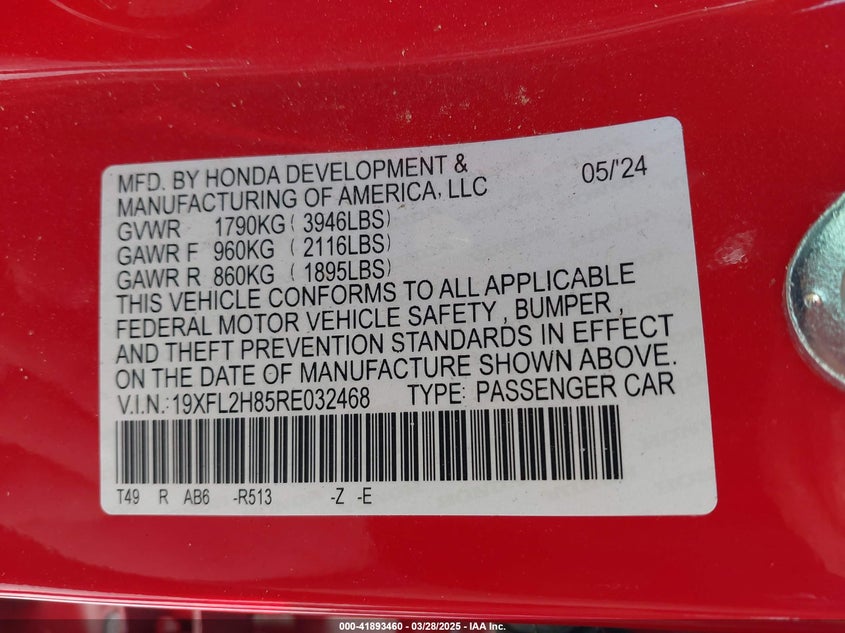 MFD. BY HONDA DEVELOPMENT & 05/'24
MANUFACTURING OF AMERICA, LLC
GVWR 1790KG ( 3946LBS)
GAWR F 960KG ( 2116LBS)
GAWR R 860KG ( 1895LBS)
THIS VEHICLE CONFORMS TO ALL APPLICABLE
FEDERAL MOTOR VEHICLE SAFETY , BUMPER ,
AND THEFT PREVENTION STANDARDS IN EFFECT
ON THE DATE OF MANUFACTURE SHOWN ABOVE.
V.I.N.:19XFL2H85RE032468 TYPE: PASSENGER CAR
T49 R AB6 -R513 -Z -E
000-41893460 | 03/28/2025 - IAA Inc.